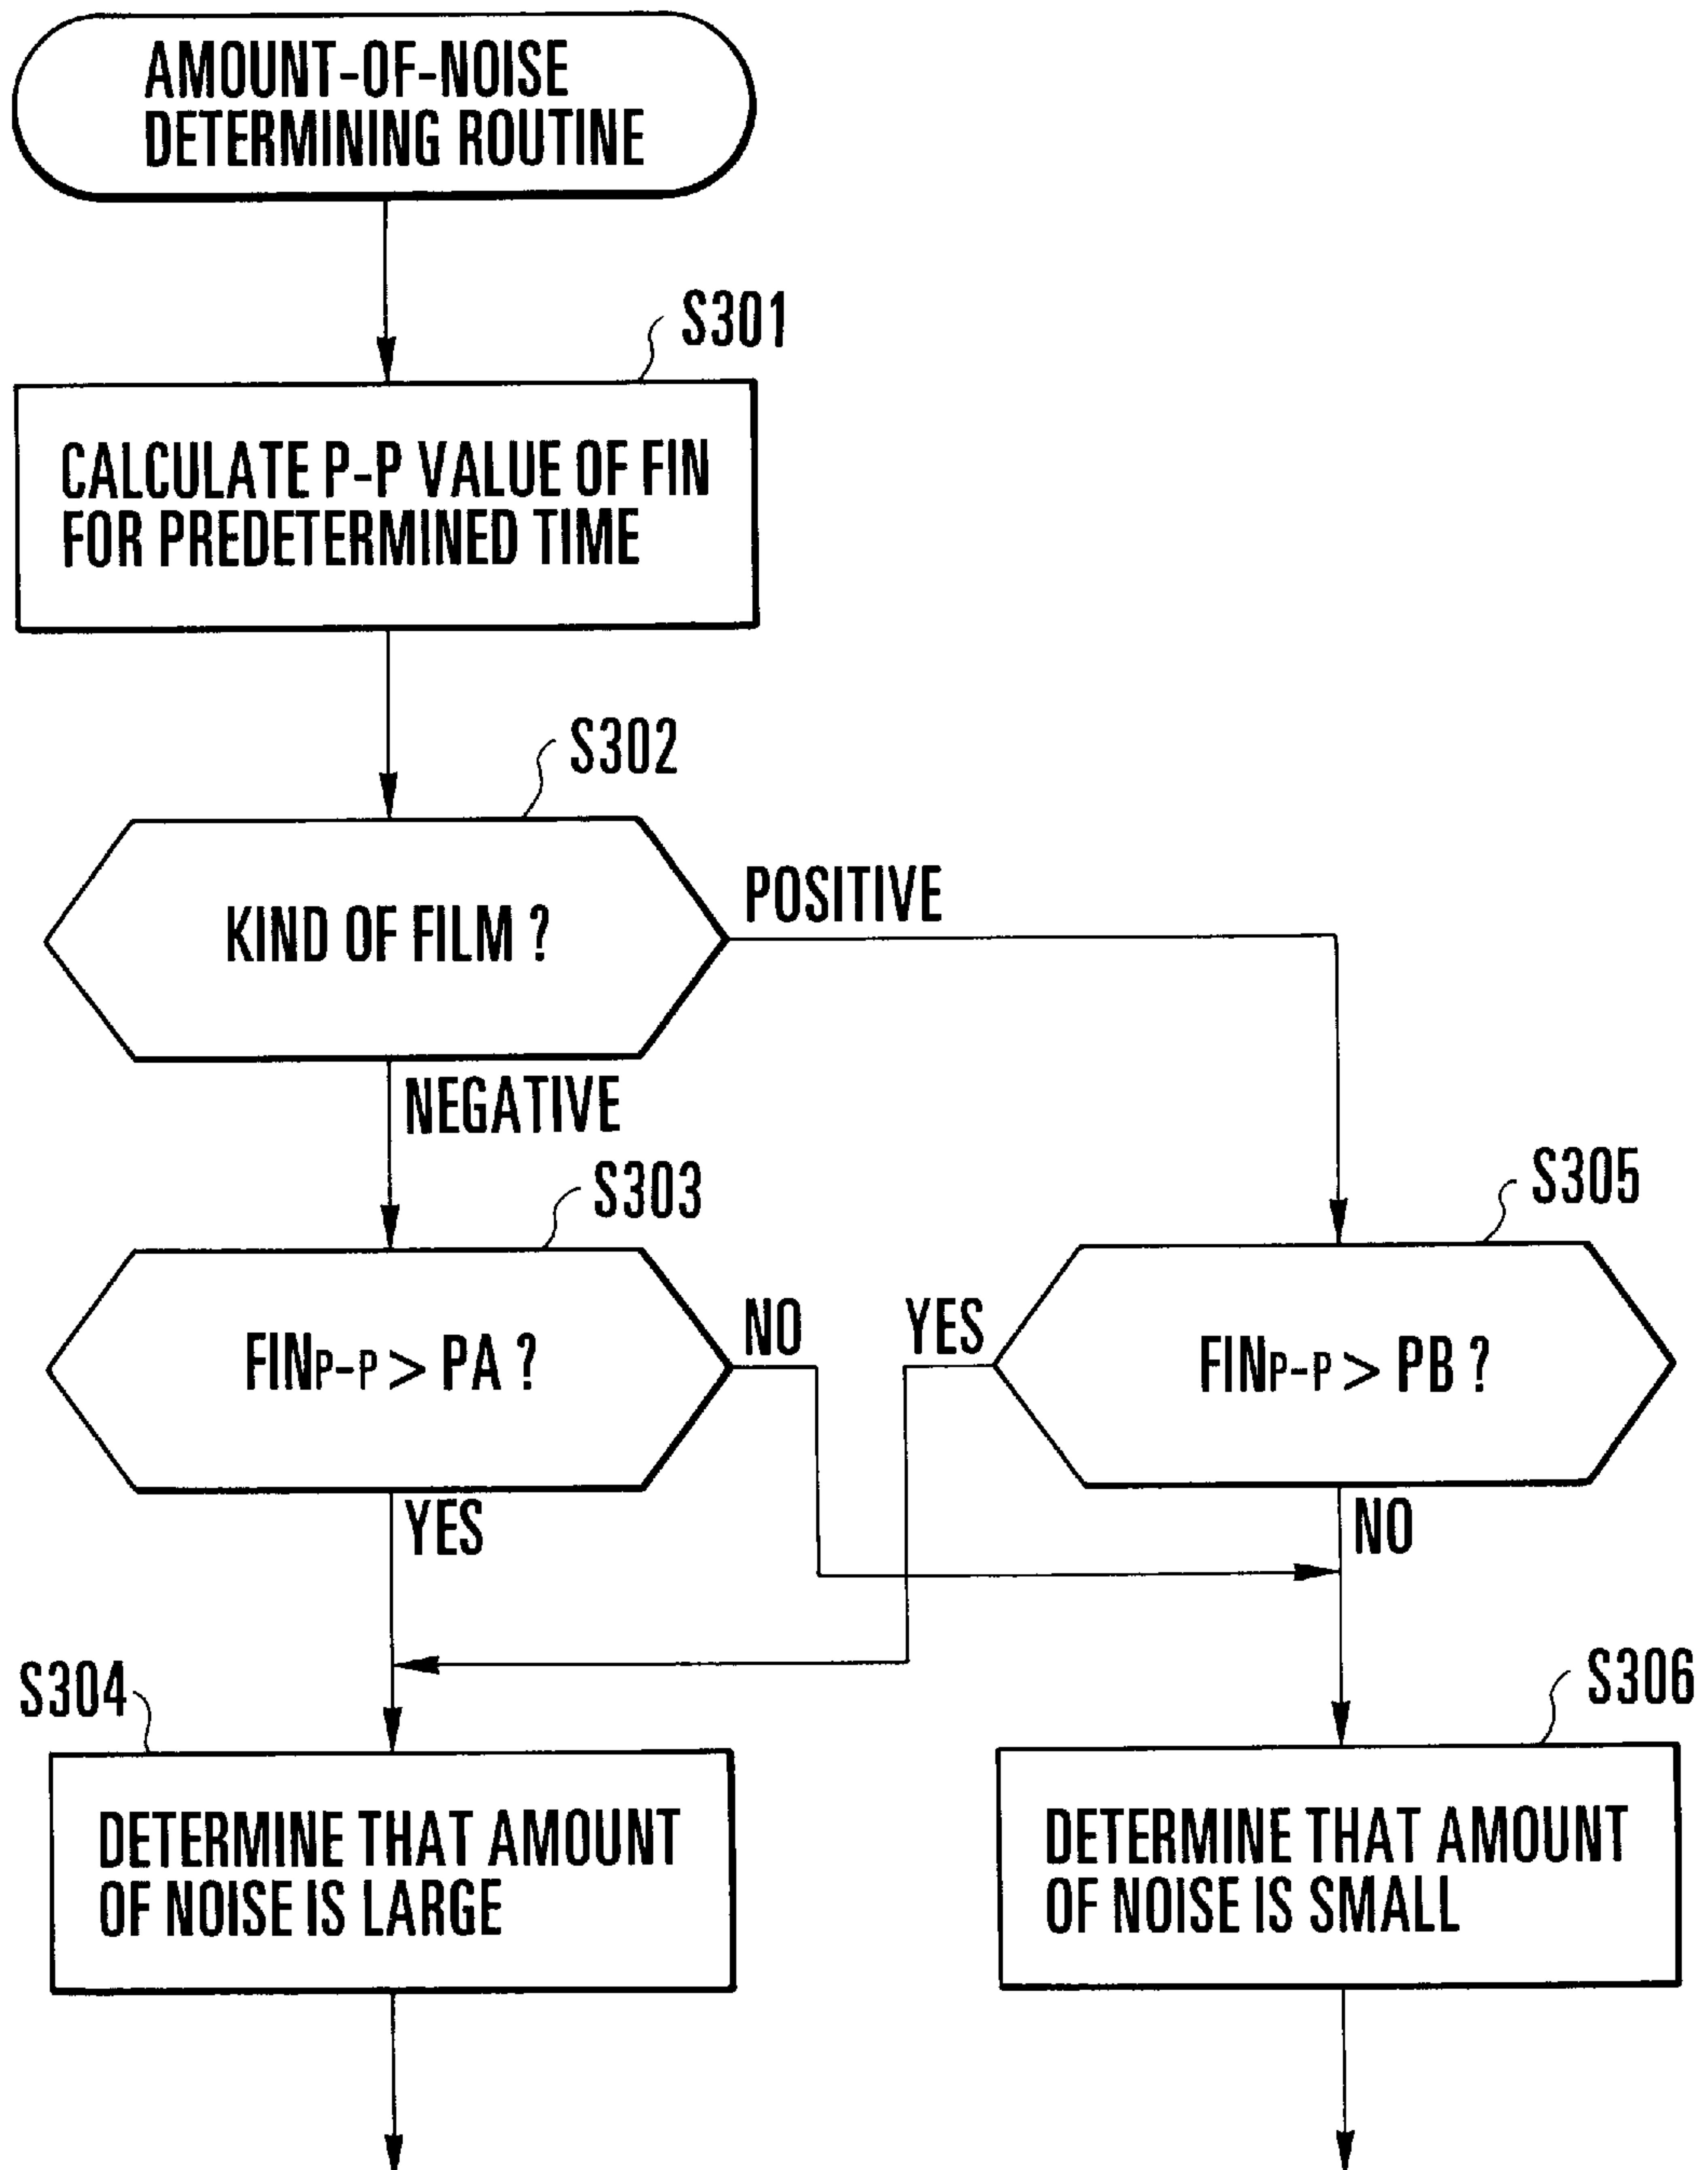 AMOUNT-OF-NOISE
DETERMINING ROUTINE
S301
CALCULATE P-P VALUE OF FIN
FOR PREDETERMINED TIME
S302
KIND OF FILM ?
POSITIVE
NEGATIVE
S303
S305
FINP-P > PA ?
NO
YES
FINP-P > PB ?
YES
NO
S304
S306
DETERMINE THAT AMOUNT
OF NOISE IS LARGE
DETERMINE THAT AMOUNT
OF NOISE IS SMALL